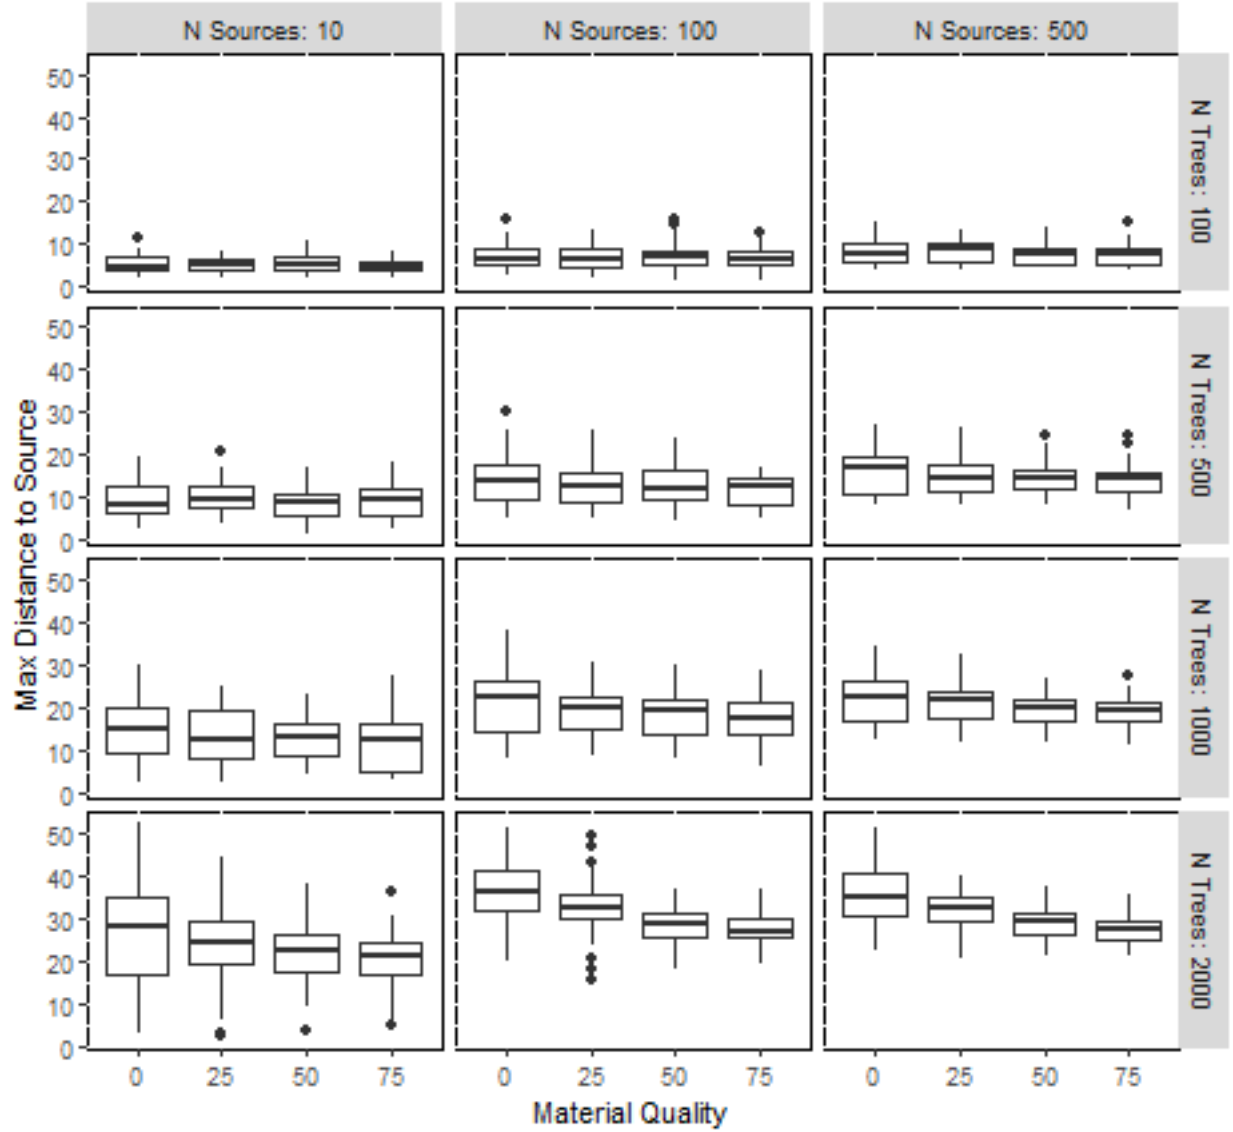 N Sources: 10
N Sources: 100
N Sources: 500
50
40
30
20
10
0
N Trees: 100
50
40
30
20
10
0
N Trees: 500
Max Distance to Source
50
40
30
20
10
0
N Trees: 1000
50
40
30
20
10
0
N Trees: 2000
0 25 50 75
0 25 50 75
0 25 50 75
Material Quality